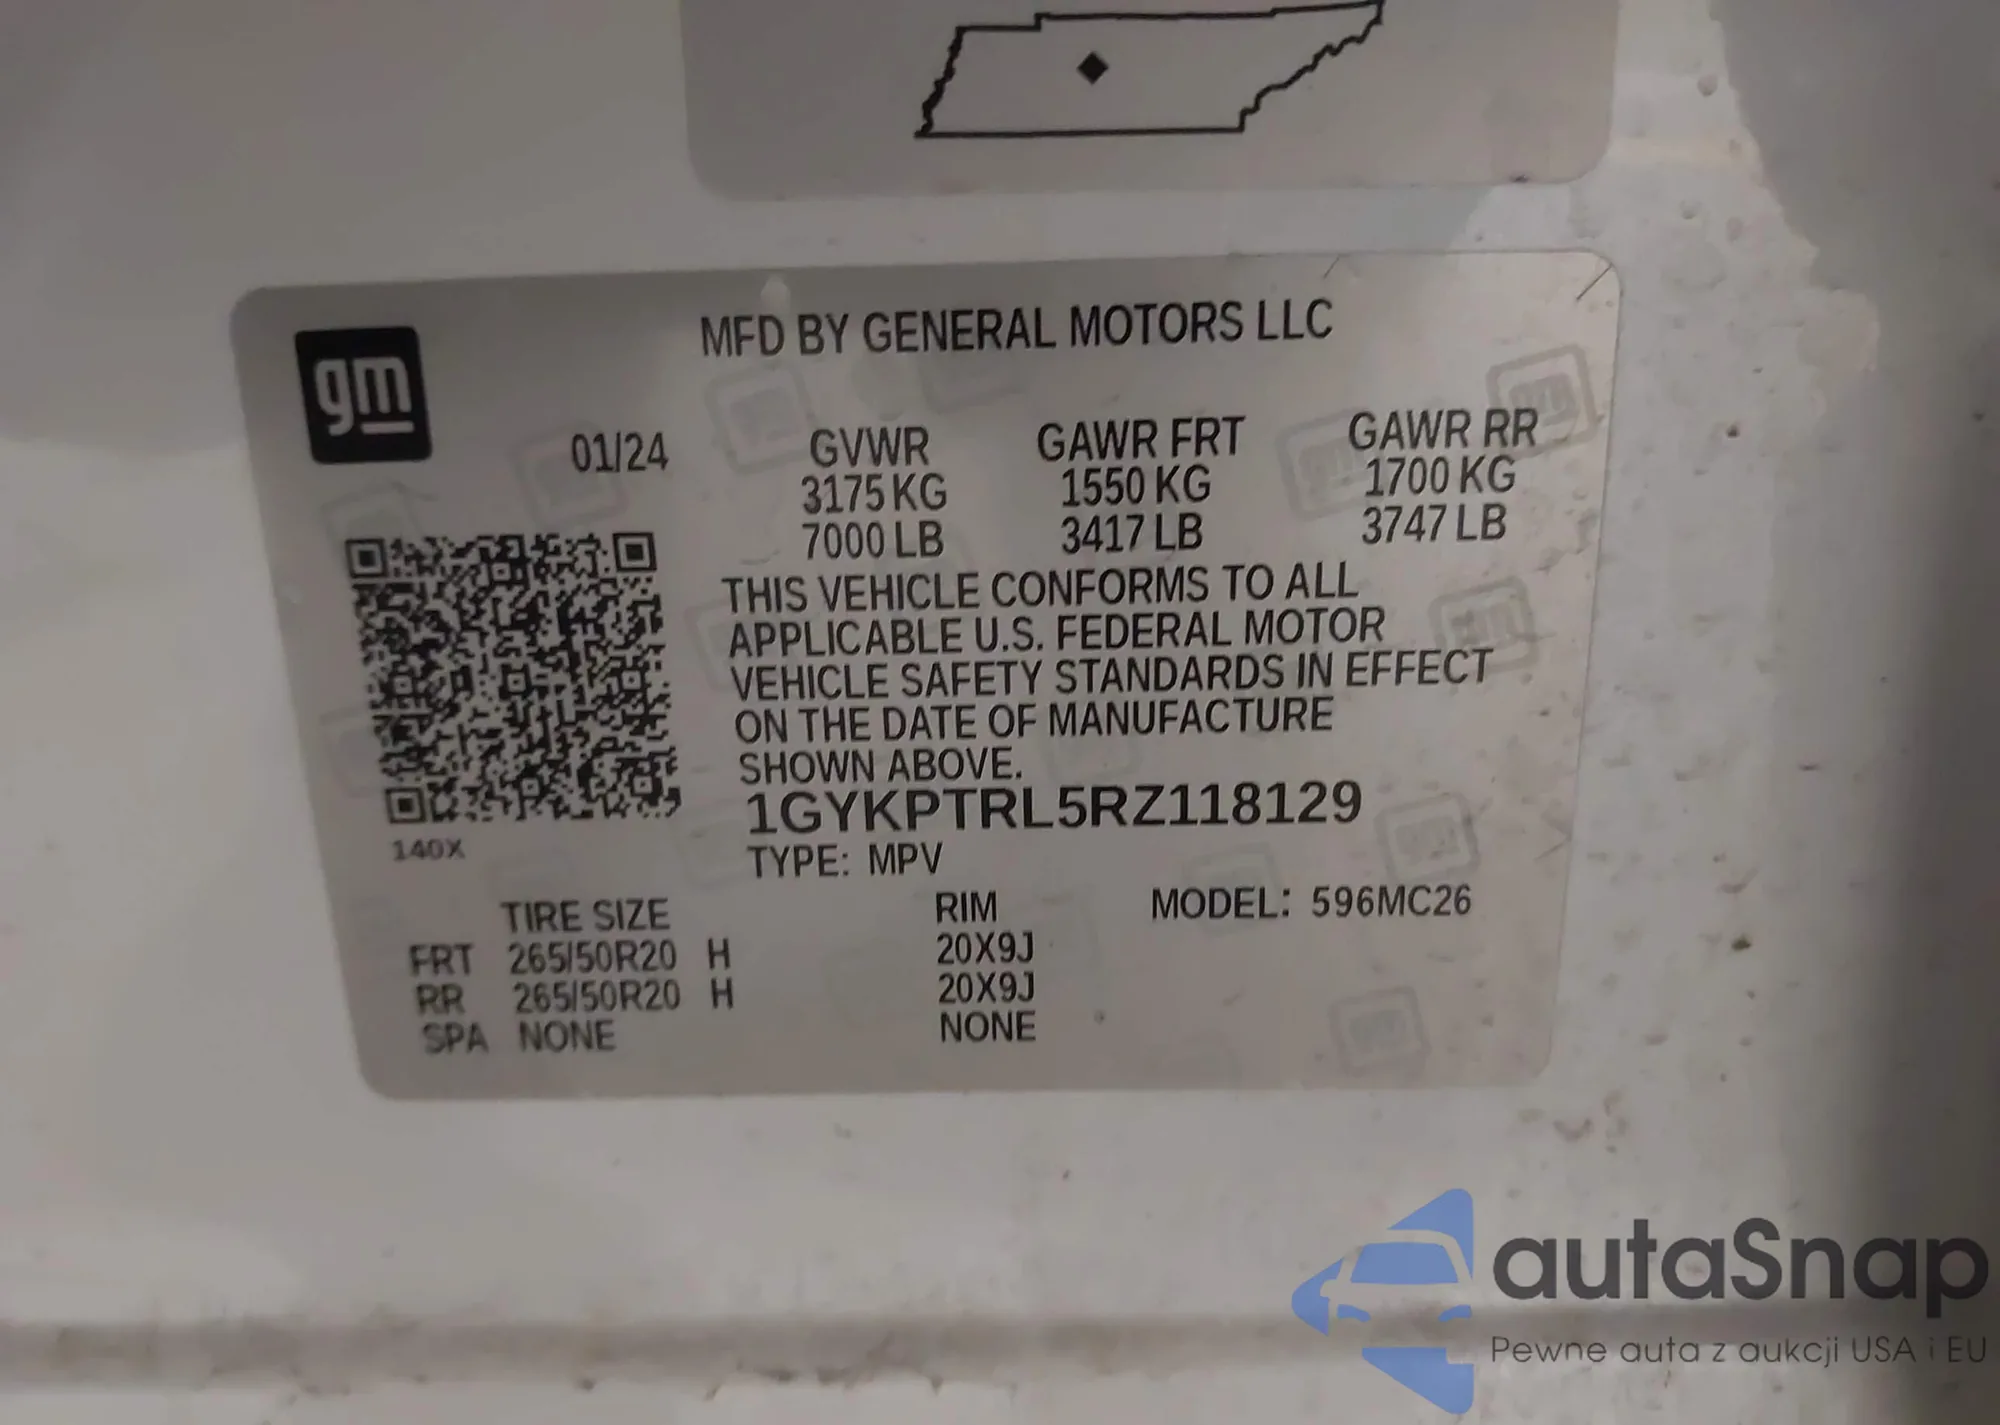 MFD BY GENERAL MOTORS LLC
gm
01/24 GVWR GAWR FRT GAWR RR
3175 KG 1550 KG 1700 KG
7000 LB 3417 LB 3747 LB
THIS VEHICLE CONFORMS TO ALL
APPLICABLE U.S. FEDERAL MOTOR
VEHICLE SAFETY STANDARDS IN EFFECT
ON THE DATE OF MANUFACTURE
SHOWN ABOVE.
1GYKPTRL5RZ118129
140X
TYPE: MPV
TIRE SIZE RIM MODEL: 596MC26
FRT 265/50R20 H 20X9J
RR 265/50R20 H 20X9J
SPA NONE NONE
autaSnap
Pewne auta z aukcji USA i EU